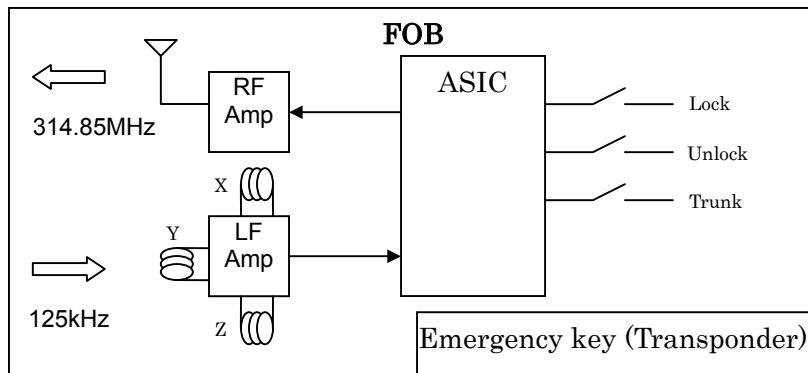 FOB
RF
Amp
ASIC
Lock
314.85MHz
Unlock
X
Trunk
Y
LF
Amp
125kHz
Z
Emergency key (Transponder)